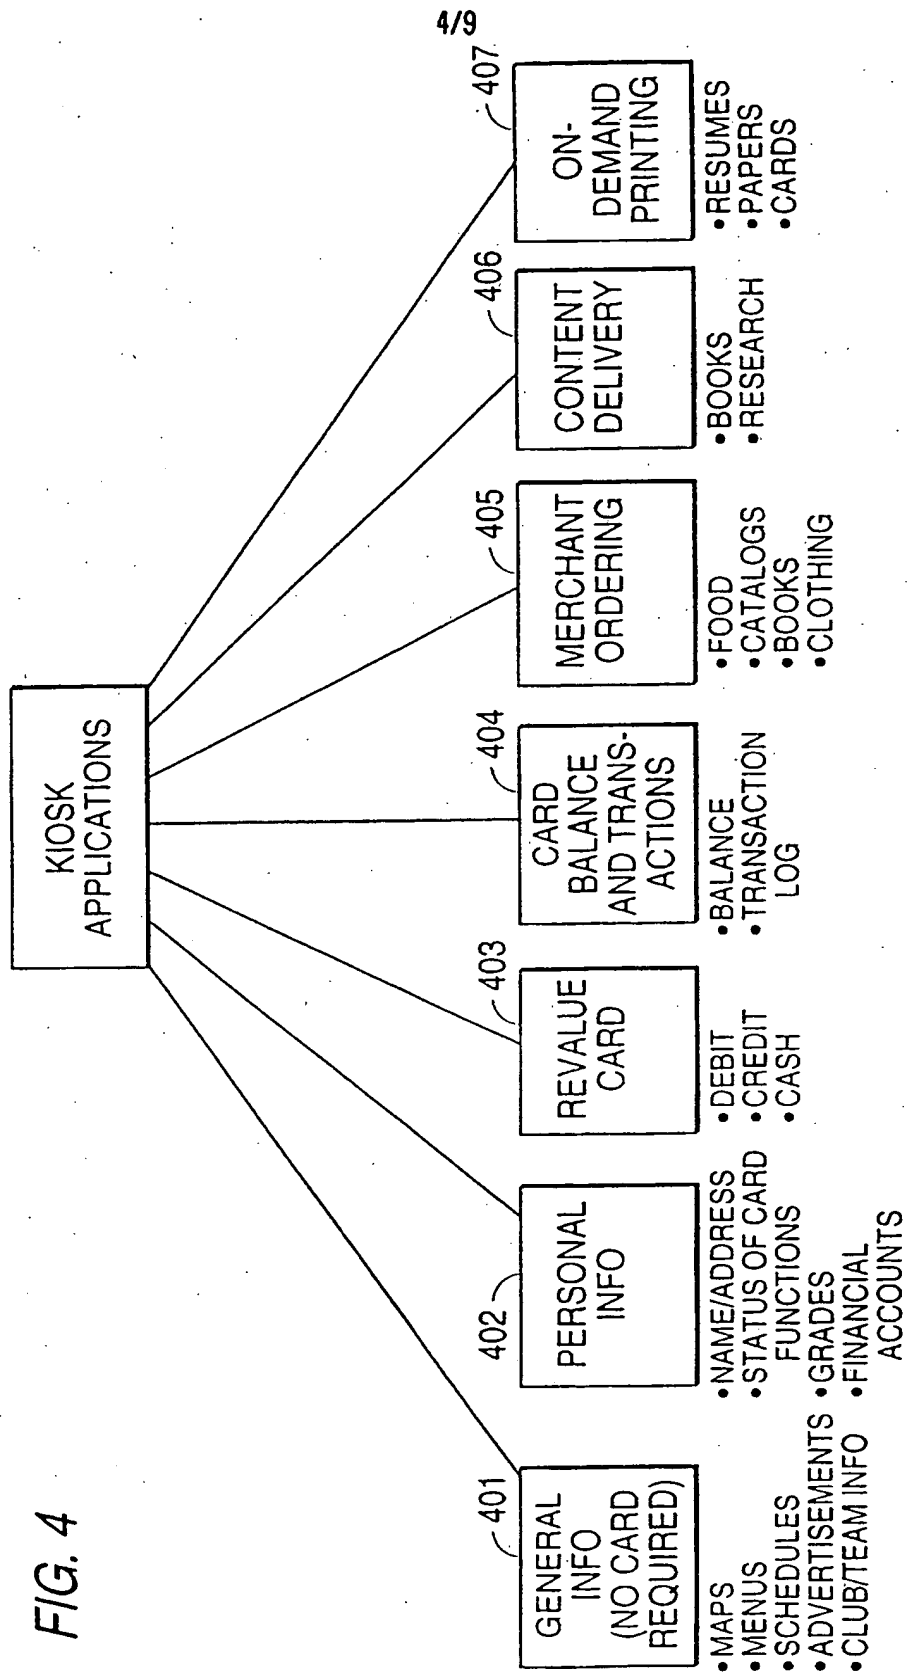 4/9
FIG. 4
KIOSK
APPLICATIONS
401
GENERAL
INFO
(NO CARD
REQUIRED)
•MAPS
•MENUS
•SCHEDULES
•ADVERTISEMENTS
•CLUB/TEAM INFO
402
PERSONAL
INFO
•NAME/ADDRESS
•STATUS OF CARD
FUNCTIONS
•GRADES
•FINANCIAL
ACCOUNTS
403
REVALUE
CARD
•DEBIT
•CREDIT
•CASH
404
CARD
BALANCE
AND TRANS-
ACTIONS
•BALANCE
•TRANSACTION
LOG
405
MERCHANT
ORDERING
•FOOD
•CATALOGS
•BOOKS
•CLOTHING
406
CONTENT
DELIVERY
•BOOKS
•RESEARCH
407
ON-
DEMAND
PRINTING
•RESUMES
•PAPERS
•CARDS